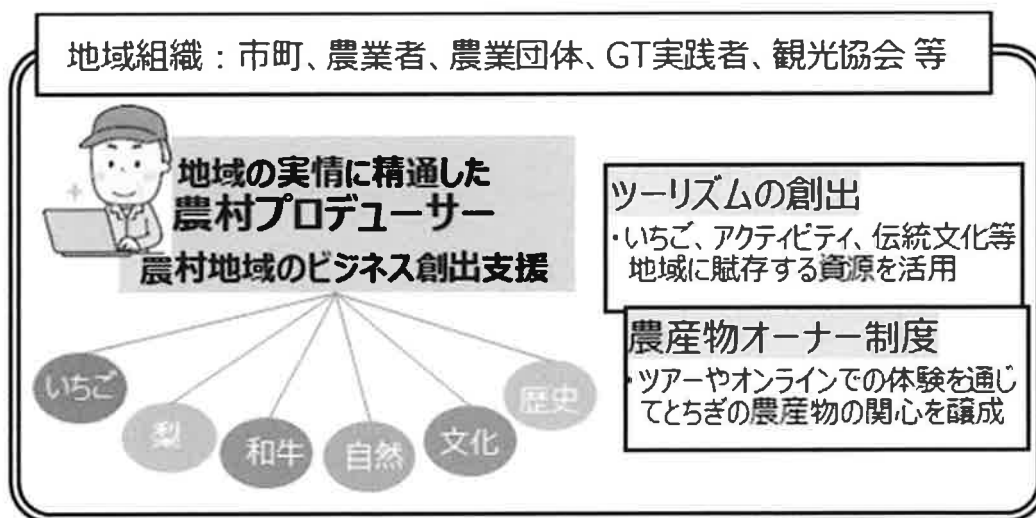 地域組織：市町、農業者、農業団体、GT実践者、観光協会 等
地域の実情に精通した
農村プロデューサー
農村地域のビジネス創出支援
いちご
梨
和牛
自然
文化
歴史
ツーリズムの創出
・いちご、アクティビティ、伝統文化等
地域に賦存する資源を活用
農産物オーナー制度
・ツアーやオンラインでの体験を通じ
てとちぎの農産物の関心を醸成